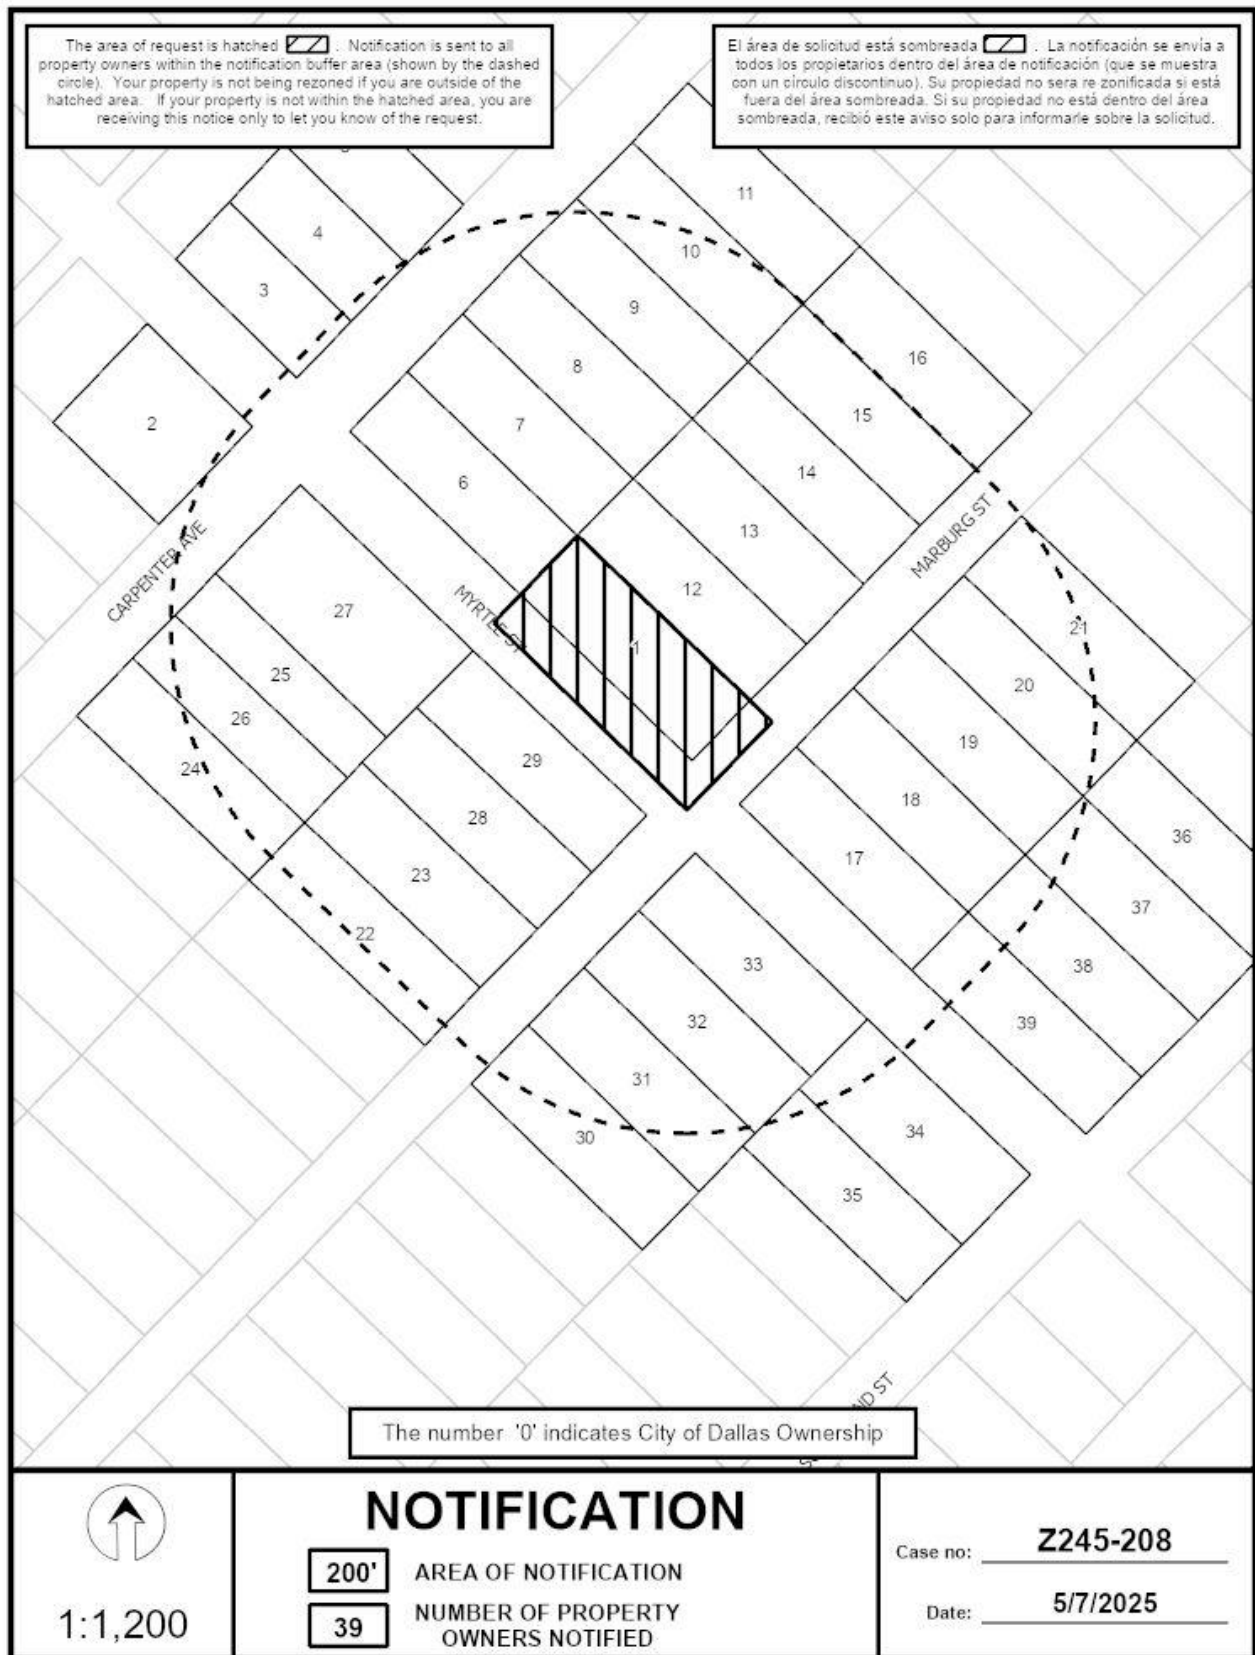 The area of request is hatched . Notification is sent to all
property owners within the notification buffer area (shown by the dashed
circle). Your property is not being rezoned if you are outside of the
hatched area. If your property is not within the hatched area, you are
receiving this notice only to let you know of the request.
El área de solicitud está sombreada . La notificación se envía a
todos los propietarios dentro del área de notificación (que se muestra
con un círculo discontinuo). Su propiedad no sera re zonificada si está
fuera del área sombreada. Si su propiedad no está dentro del área
sombreada, recibió este aviso solo para informarle sobre la solicitud.
11
4
10
3
9
16
8
2
15
7
14
6
13
MARBURG ST
CARPENTER AVE
12
MYRTLE ST
27
21
1
25
20
26
19
29
24
18
28
36
17
23
37
22
33
38
32
39
31
34
30
35
ND ST
The number '0' indicates City of Dallas Ownership
1:1,200
NOTIFICATION
200' AREA OF NOTIFICATION
39 NUMBER OF PROPERTY
OWNERS NOTIFIED
Case no: Z245-208
Date: 5/7/2025